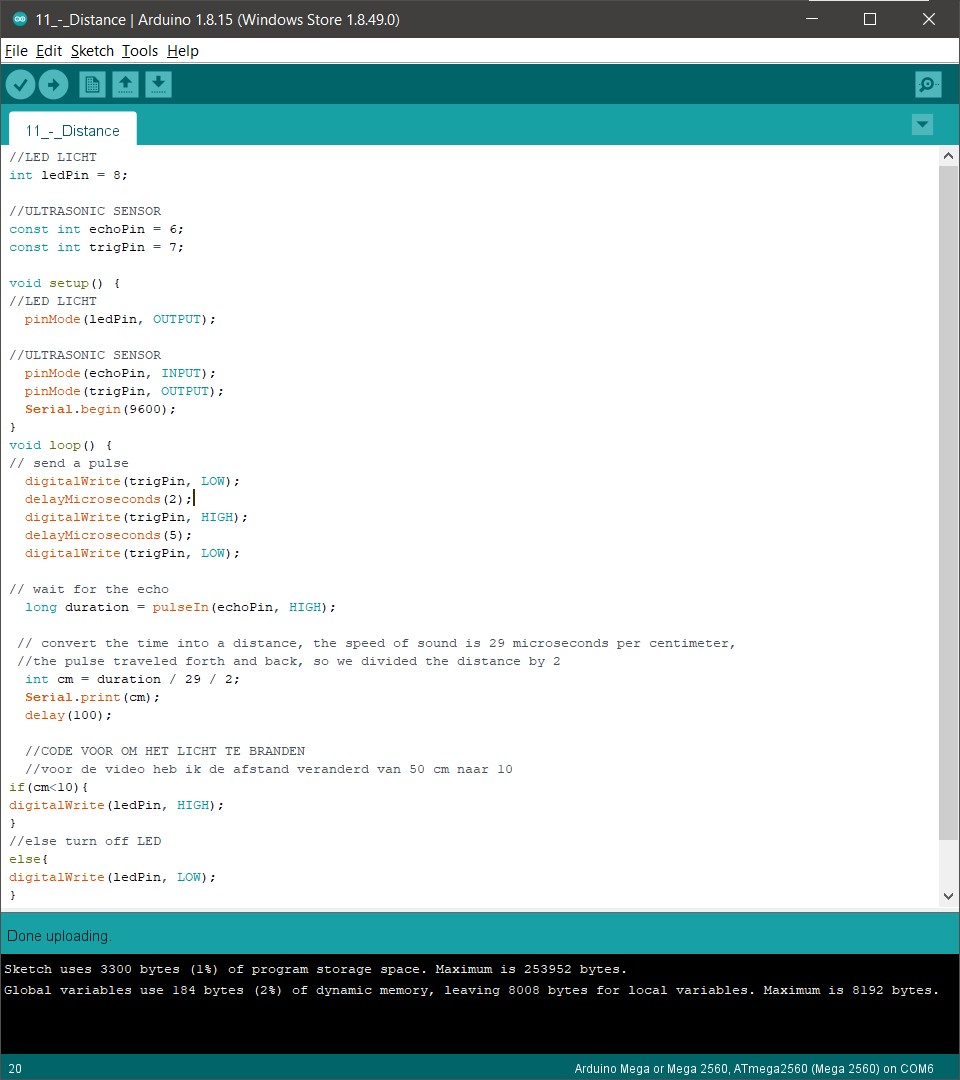 11_-_Distance | Arduino 1.8.15 (Windows Store 1.8.49.0)
File Edit Sketch Tools Help
11_-_Distance
//LED LICHT
int ledPin = 8;
//ULTRASONIC SENSOR
const int echoPin = 6;
const int trigPin = 7;
void setup() {
//LED LICHT
pinMode(ledPin, OUTPUT);
//ULTRASONIC SENSOR
pinMode(echoPin, INPUT);
pinMode(trigPin, OUTPUT);
Serial.begin(9600);
}
void loop() {
// send a pulse
digitalWrite(trigPin, LOW);
delayMicroseconds(2);
digitalWrite(trigPin, HIGH);
delayMicroseconds(5);
digitalWrite(trigPin, LOW);
// wait for the echo
long duration = pulseIn(echoPin, HIGH);
// convert the time into a distance, the speed of sound is 29 microseconds per centimeter,
//the pulse traveled forth and back, so we divided the distance by 2
int cm = duration / 29 / 2;
Serial.print(cm);
delay(100);
//CODE VOOR OM HET LICHT TE BRANDEN
//voor de video heb ik de afstand veranderd van 50 cm naar 10
if(cm<10){
digitalWrite(ledPin, HIGH);
}
//else turn off LED
else{
digitalWrite(ledPin, LOW);
}
Done uploading.
Sketch uses 3300 bytes (1%) of program storage space. Maximum is 253952 bytes.
Global variables use 184 bytes (2%) of dynamic memory, leaving 8008 bytes for local variables. Maximum is 8192 bytes.
20
Arduino Mega or Mega 2560, ATmega2560 (Mega 2560) on COM6